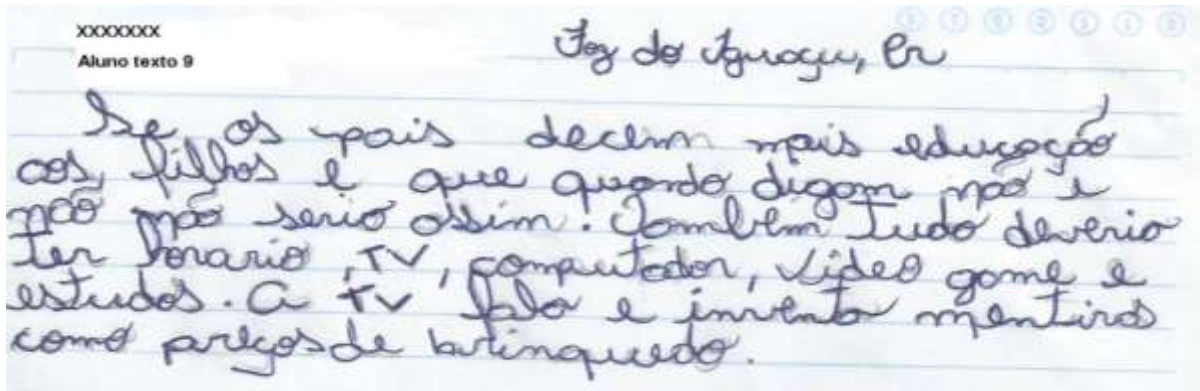 XXXXXXX
Aluno texto 9
Foz do Iguaçu, Pr
Se os pais decem mais educação
aos filhos e que quando digam não é
não não seria assim! Também tudo deveria
ter horario, TV, computador, video game e
estudos. A TV fala e inventa mentiras
como preços de brinquedo.